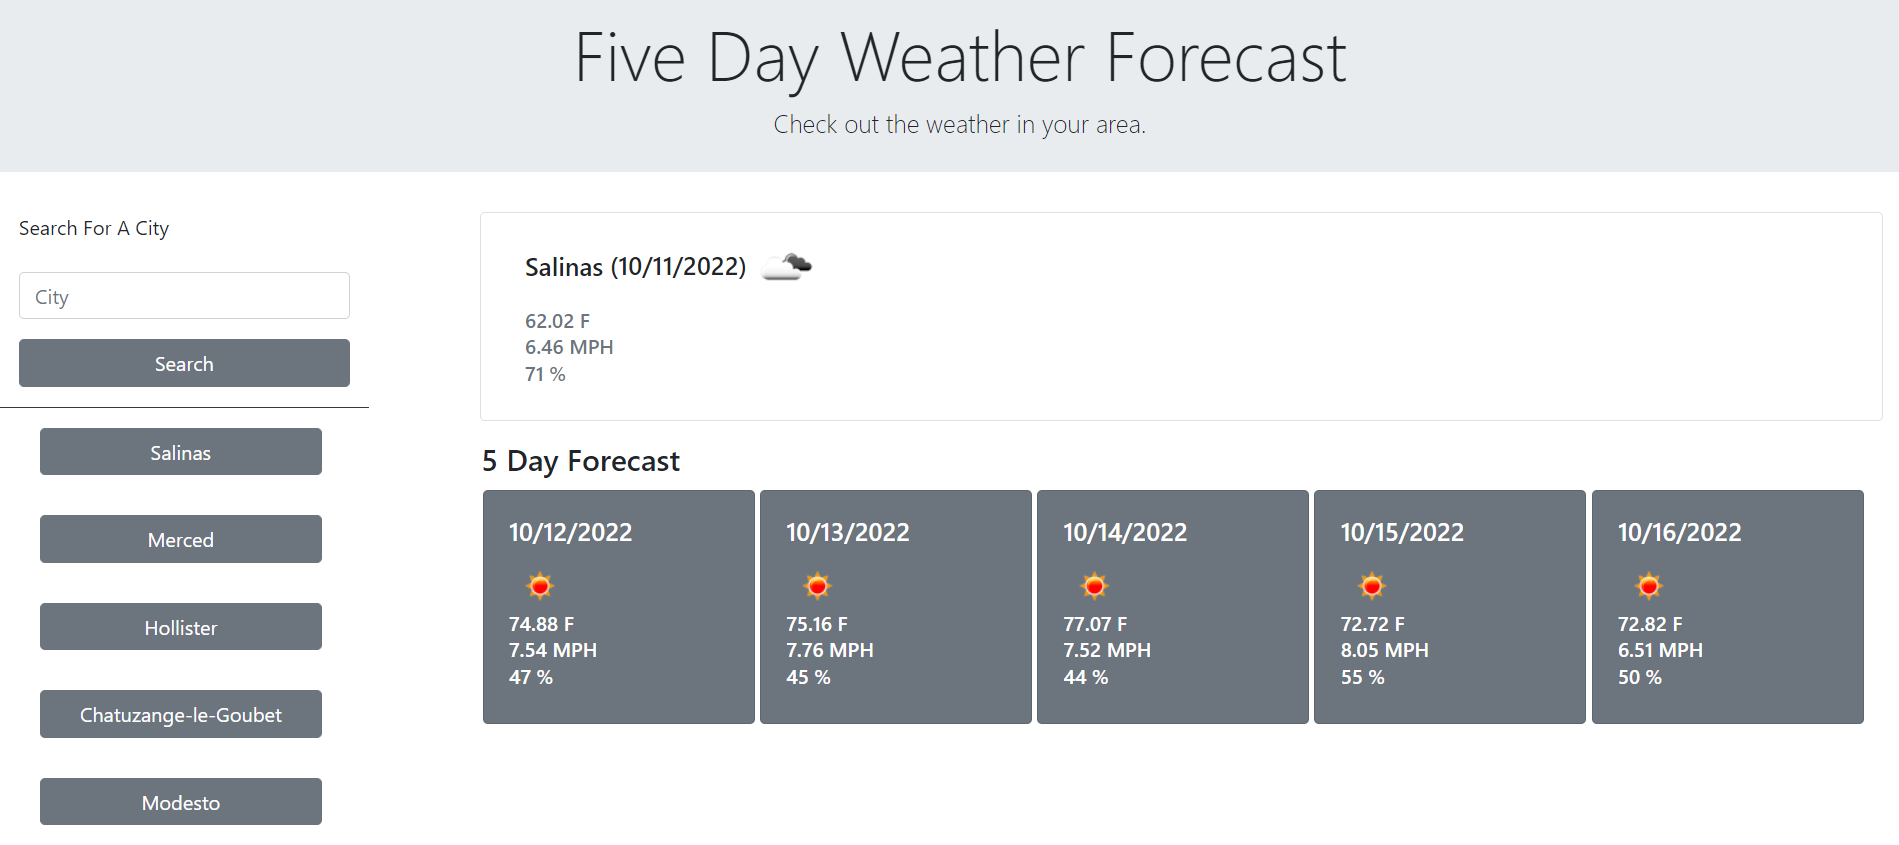 Five Day Weather Forecast
Check out the weather in your area.
Search For A City
City
Search
Salinas
Merced
Hollister
Chatuzange-le-Goubet
Modesto
Salinas (10/11/2022)
62.02 F
6.46 MPH
71 %
5 Day Forecast
10/12/2022
74.88 F
7.54 MPH
47 %
10/13/2022
75.16 F
7.76 MPH
45 %
10/14/2022
77.07 F
7.52 MPH
44 %
10/15/2022
72.72 F
8.05 MPH
55 %
10/16/2022
72.82 F
6.51 MPH
50 %